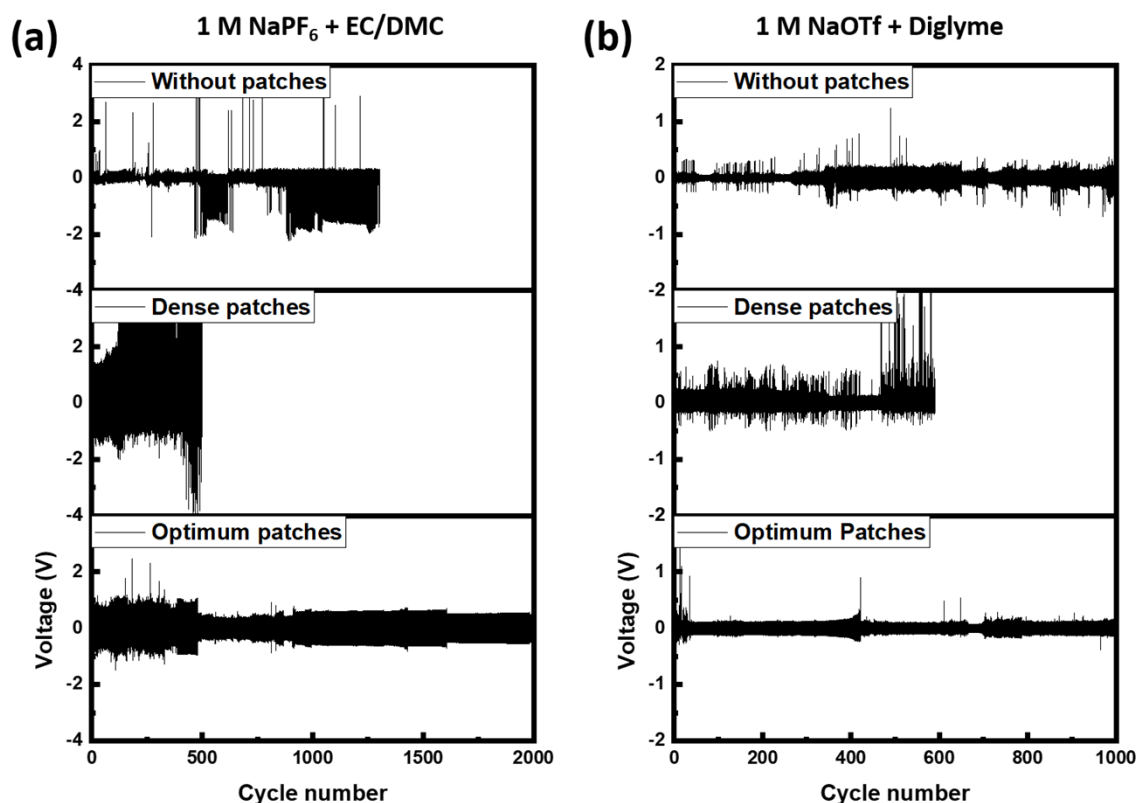 (a)
1 M NaPF₆ + EC/DMC
4
Without patches
2
0
-2
-4
Dense patches
2
0
-2
-4
Optimum patches
2
0
-2
-4
Voltage (V)
0
500
1000
1500
2000
Cycle number
(b)
1 M NaOTf + Diglyme
2
Without patches
1
0
-1
-2
Dense patches
1
0
-1
-2
Optimum Patches
1
0
-1
-2
Voltage (V)
0
200
400
600
800
1000
Cycle number